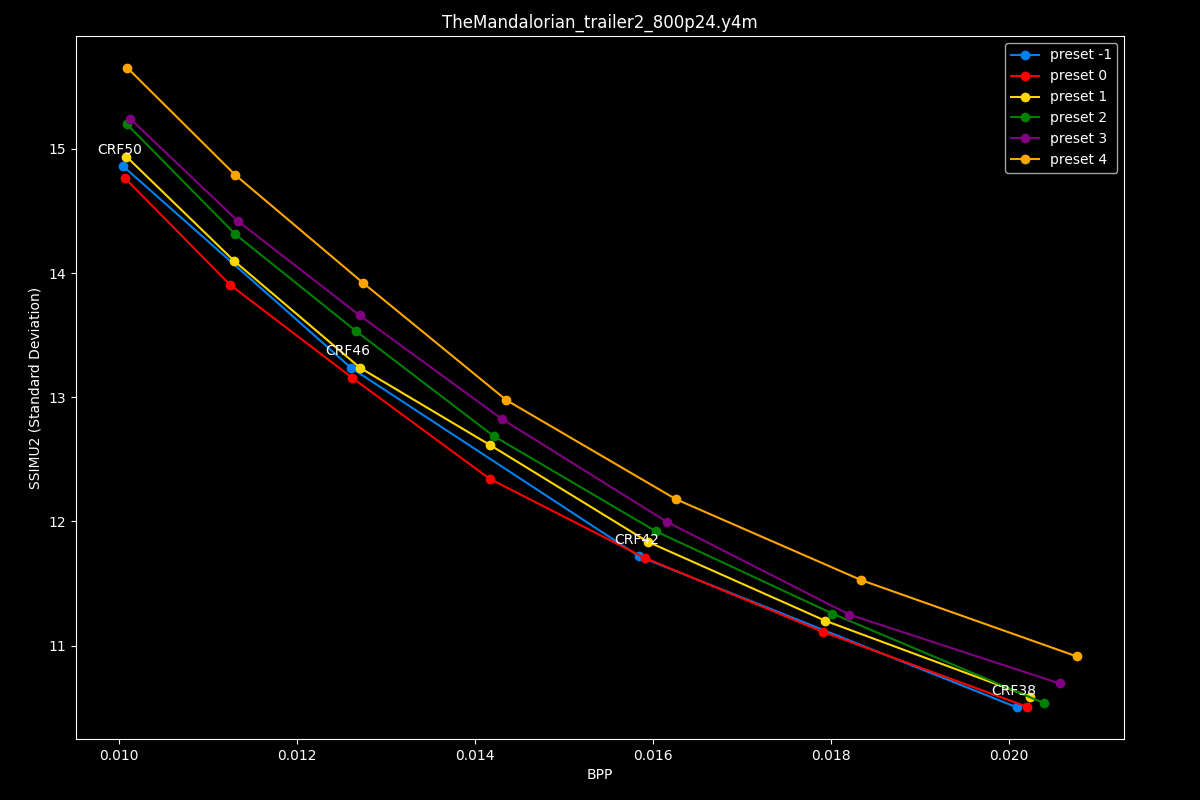 TheMandalorian_trailer2_800p24.y4m
preset -1
preset 0
preset 1
preset 2
preset 3
preset 4
CRF50
CRF46
CRF42
CRF38
SSIMU2 (Standard Deviation)
15
14
13
12
11
0.010 0.012 0.014 0.016 0.018 0.020
BPP